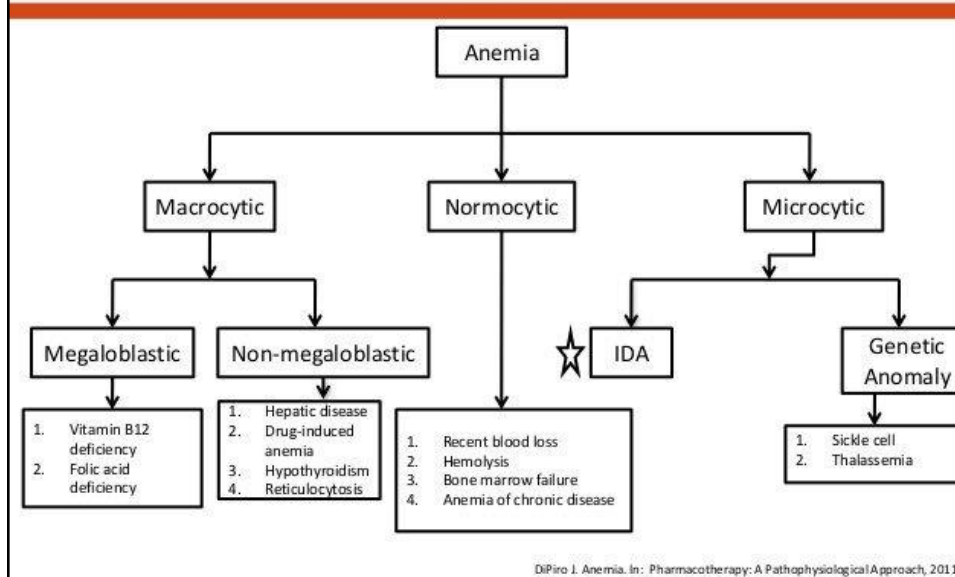 Anemia
Macrocytic
Normocytic
Microcytic
Megaloblastic
Non-megaloblastic
IDA
Genetic
Anomaly
1. Vitamin B12
deficiency
2. Folic acid
deficiency
1. Hepatic disease
2. Drug-induced
anemia
3. Hypothyroidism
4. Reticulocytosis
1. Recent blood loss
2. Hemolysis
3. Bone marrow failure
4. Anemia of chronic disease
1. Sickle cell
2. Thalassemia
DiPiro J. Anemia. In: Pharmacotherapy: A Pathophysiological Approach, 2011